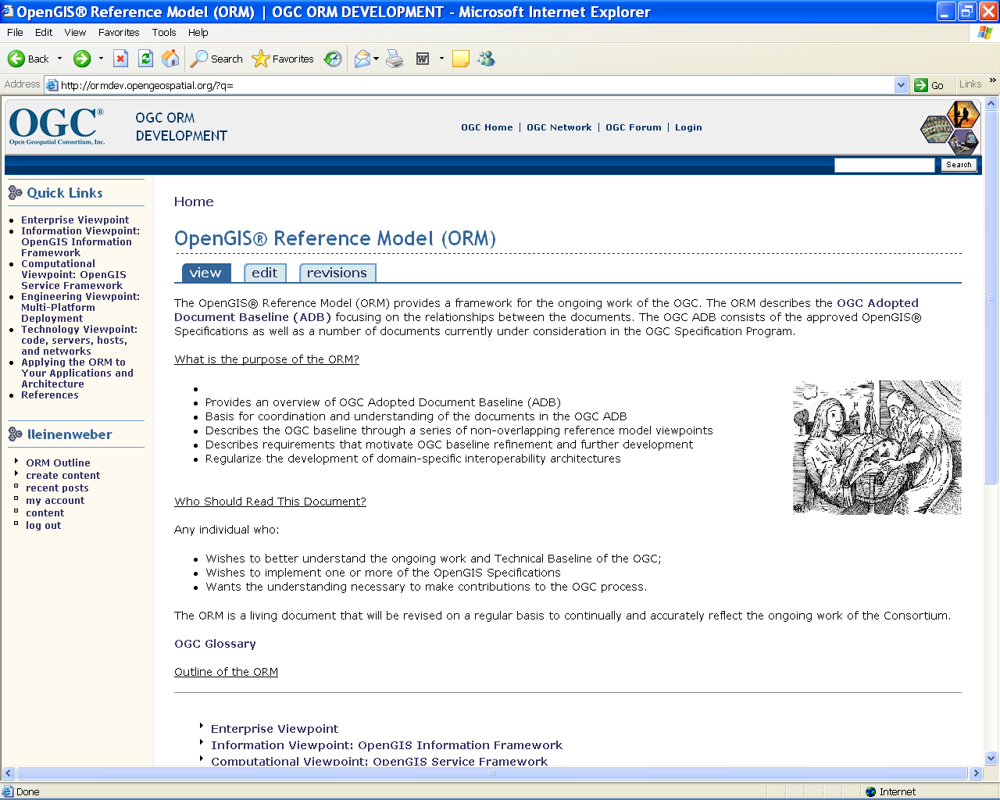 OpenGIS® Reference Model (ORM) | OGC ORM DEVELOPMENT - Microsoft Internet Explorer
File Edit View Favorites Tools Help
Back Search Favorites
Address http://ormdev.opengeospatial.org/?q= Go Links »
OGC®
Open Geospatial Consortium, Inc.
OGC ORM
DEVELOPMENT
OGC Home | OGC Network | OGC Forum | Login
Search
Quick Links
Enterprise Viewpoint
Information Viewpoint:
OpenGIS Information
Framework
Computational
Viewpoint: OpenGIS
Service Framework
Engineering Viewpoint:
Multi-Platform
Deployment
Technology Viewpoint:
code, servers, hosts,
and networks
Applying the ORM to
Your Applications and
Architecture
References
lleinenweber
ORM Outline
create content
recent posts
my account
content
log out
Home
OpenGIS® Reference Model (ORM)
view edit revisions
The OpenGIS® Reference Model (ORM) provides a framework for the ongoing work of the OGC. The ORM describes the OGC Adopted
Document Baseline (ADB) focusing on the relationships between the documents. The OGC ADB consists of the approved OpenGIS®
Specifications as well as a number of documents currently under consideration in the OGC Specification Program.
What is the purpose of the ORM?
Provides an overview of OGC Adopted Document Baseline (ADB)
Basis for coordination and understanding of the documents in the OGC ADB
Describes the OGC baseline through a series of non-overlapping reference model viewpoints
Describes requirements that motivate OGC baseline refinement and further development
Regularize the development of domain-specific interoperability architectures
Who Should Read This Document?
Any individual who:
Wishes to better understand the ongoing work and Technical Baseline of the OGC;
Wishes to implement one or more of the OpenGIS Specifications
Wants the understanding necessary to make contributions to the OGC process.
The ORM is a living document that will be revised on a regular basis to continually and accurately reflect the ongoing work of the Consortium.
OGC Glossary
Outline of the ORM
Enterprise Viewpoint
Information Viewpoint: OpenGIS Information Framework
Computational Viewpoint: OpenGIS Service Framework
Done Internet